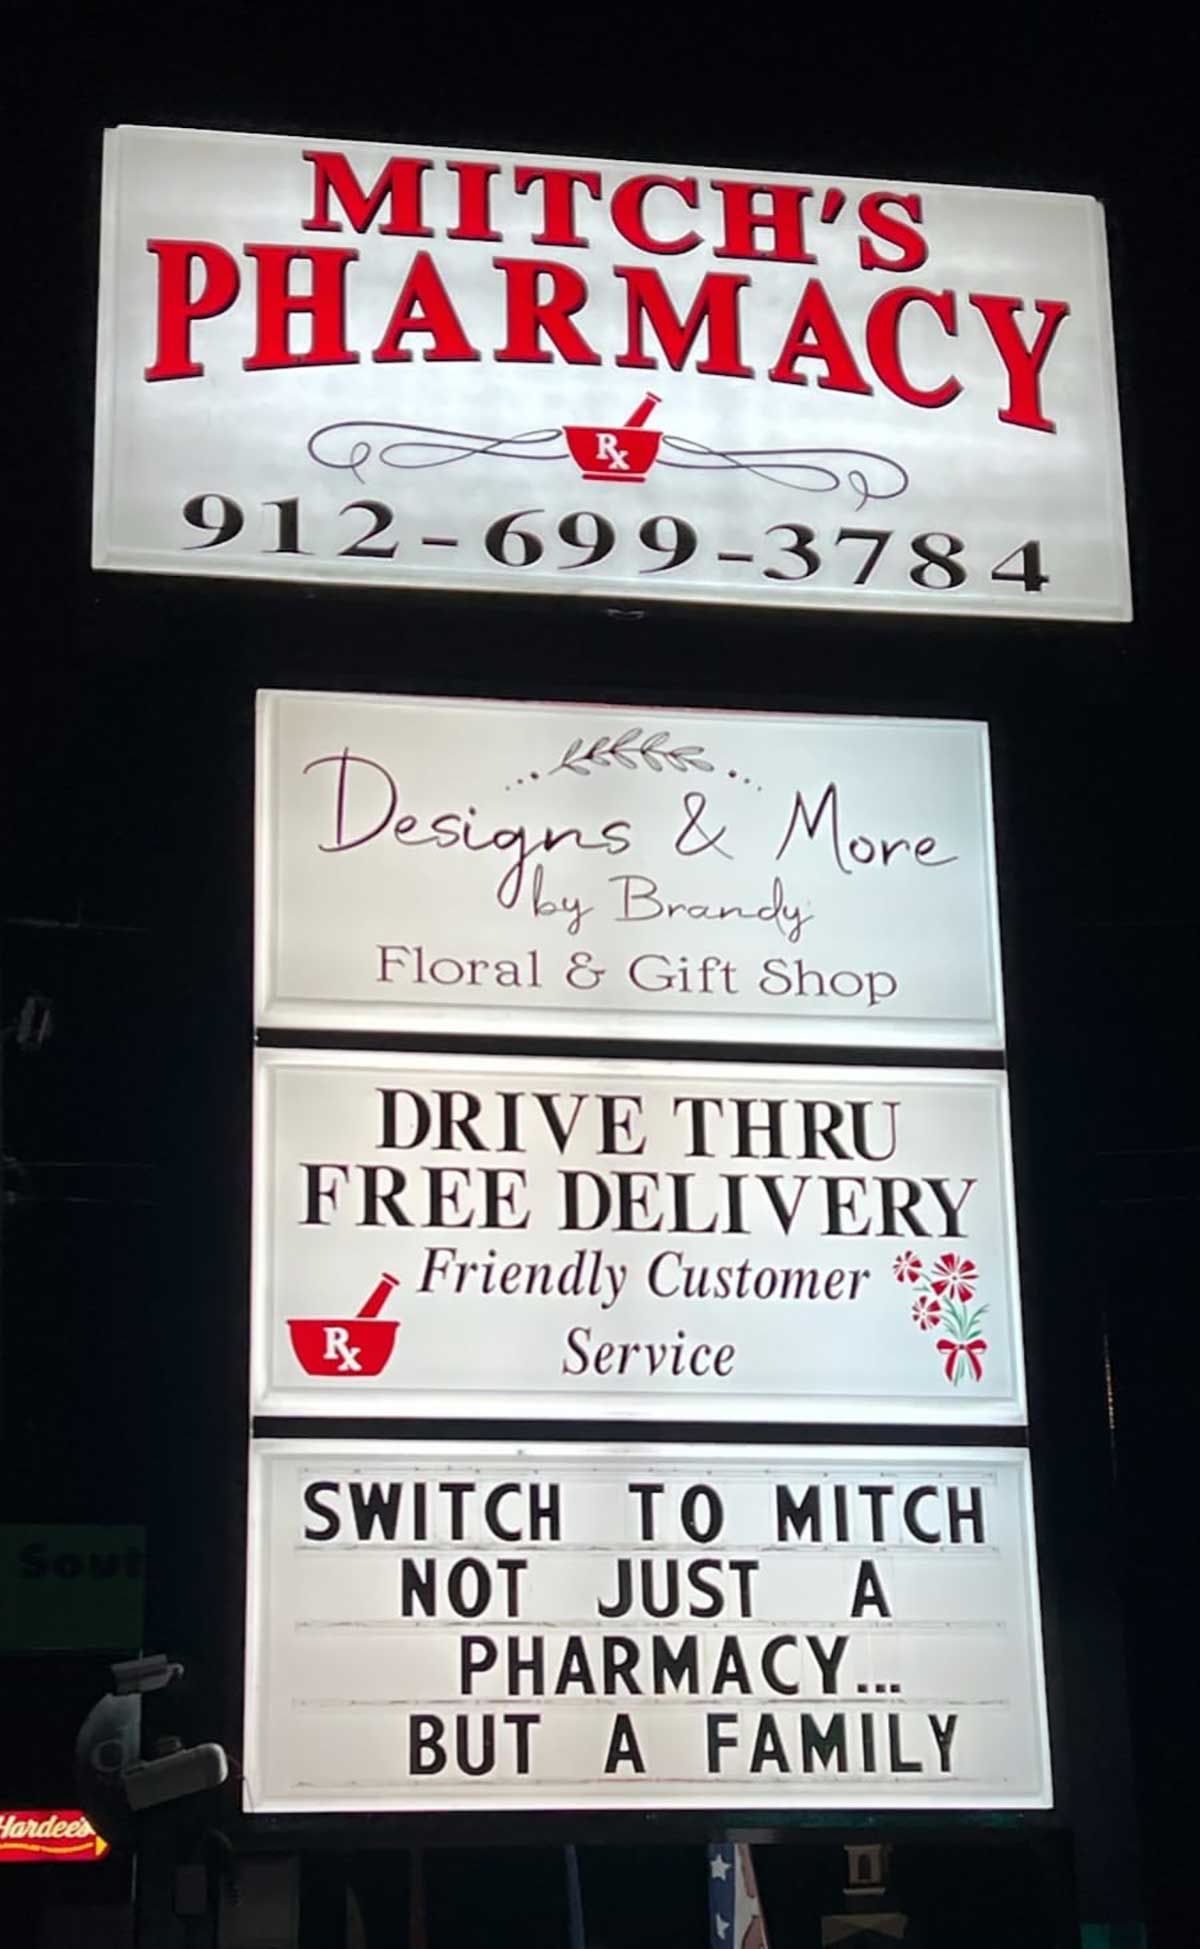 MITCH'S
PHARMACY
Rx
912-699-3784
Designs & More
by Brandy
Floral & Gift Shop
DRIVE THRU
FREE DELIVERY
Friendly Customer
Rx
Service
SWITCH TO MITCH
NOT JUST A
PHARMACY...
BUT A FAMILY
Sout
Hardee's